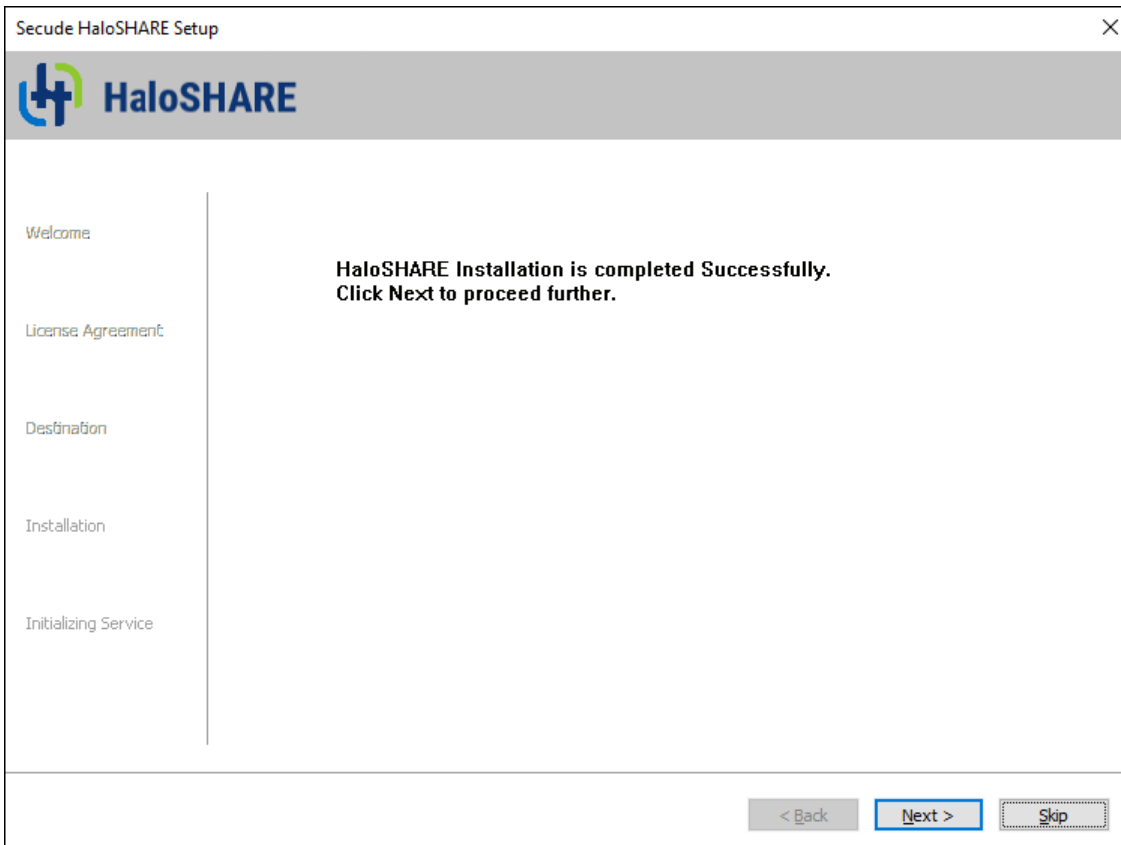 Secude HaloSHARE Setup
HaloSHARE
Welcome
HaloSHARE Installation is completed Successfully.
Click Next to proceed further.
License Agreement
Destination
Installation
Initializing Service
< Back
Next >
Skip